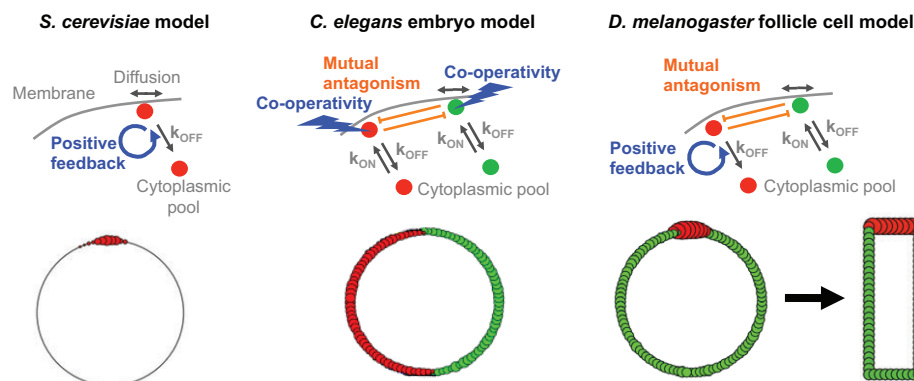 S. cerevisiae model
Membrane
Diffusion
Positive
feedback
kOFF
Cytoplasmic
pool
C. elegans embryo model
Mutual
antagonism
Co-operativity
Co-operativity
kON
kOFF
kON
kOFF
Cytoplasmic pool
D. melanogaster follicle cell model
Mutual
antagonism
Positive
feedback
kOFF
kON
kOFF
Cytoplasmic pool